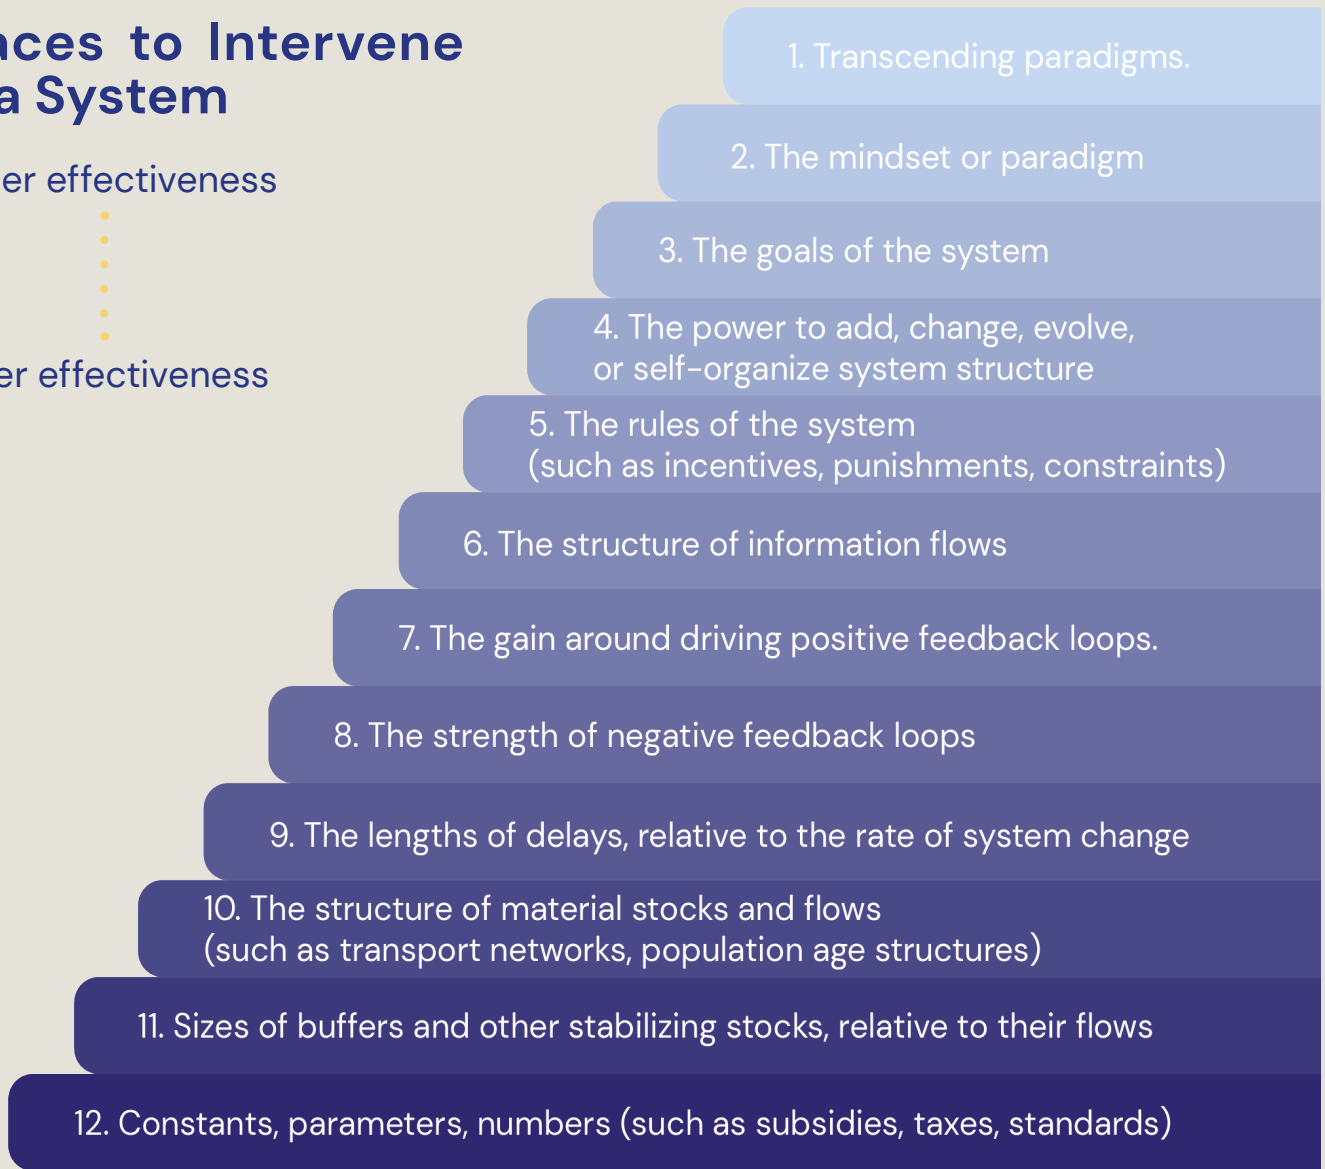 aces to Intervene
a System
er effectiveness
er effectiveness
1. Transcending paradigms.
2. The mindset or paradigm
3. The goals of the system
4. The power to add, change, evolve,
or self-organize system structure
5. The rules of the system
(such as incentives, punishments, constraints)
6. The structure of information flows
7. The gain around driving positive feedback loops.
8. The strength of negative feedback loops
9. The lengths of delays, relative to the rate of system change
10. The structure of material stocks and flows
(such as transport networks, population age structures)
11. Sizes of buffers and other stabilizing stocks, relative to their flows
12. Constants, parameters, numbers (such as subsidies, taxes, standards)